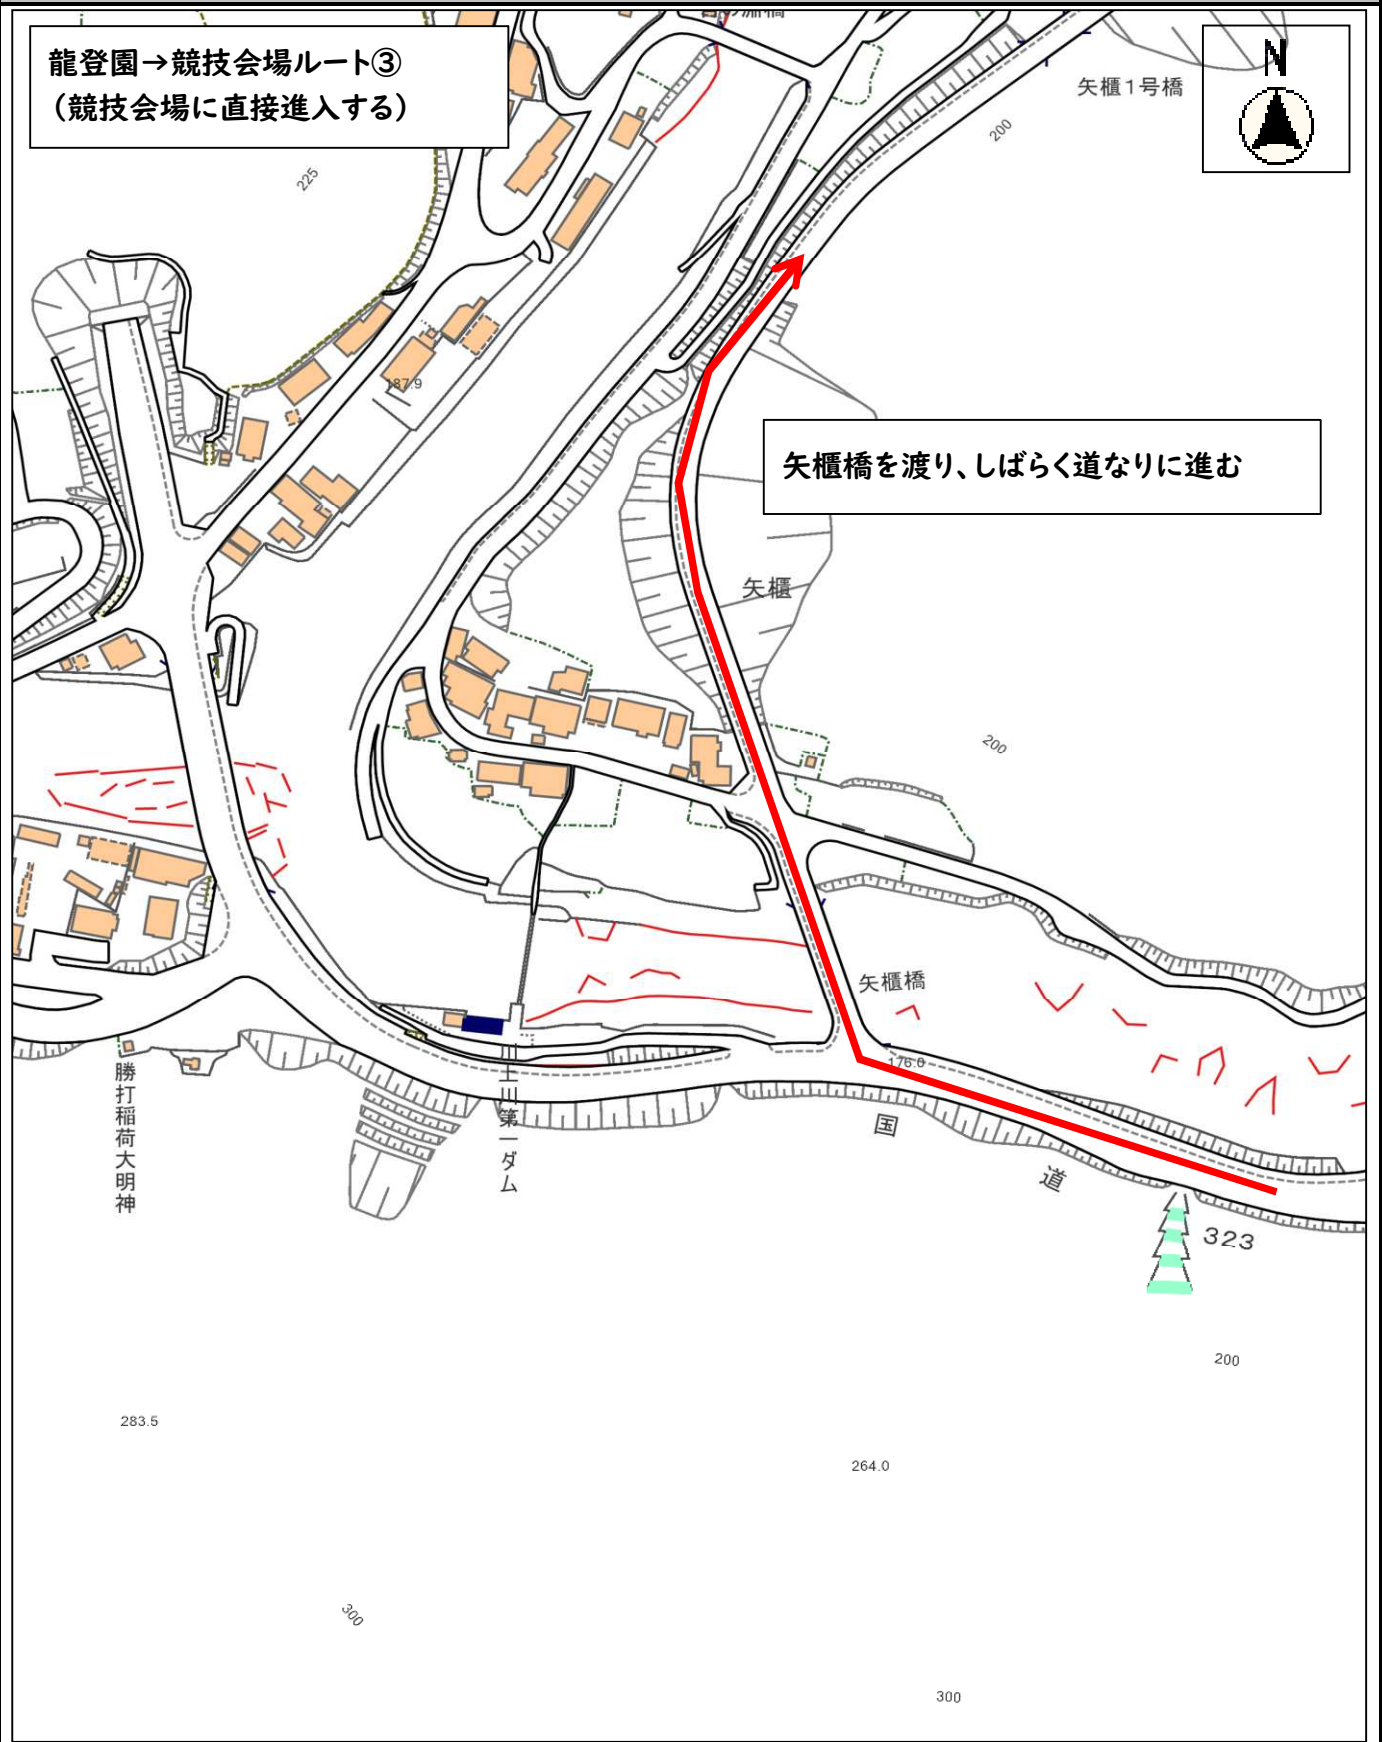 龍登園→競技会場ルート③
（競技会場に直接進入する）
N
矢櫃1号橋
200
225
187.9
矢櫃橋を渡り、しばらく道なりに進む
矢櫃
200
矢櫃橋
176.0
国道
323
勝打稲荷大明神
川上川第一ダム
200
283.5
264.0
300
300